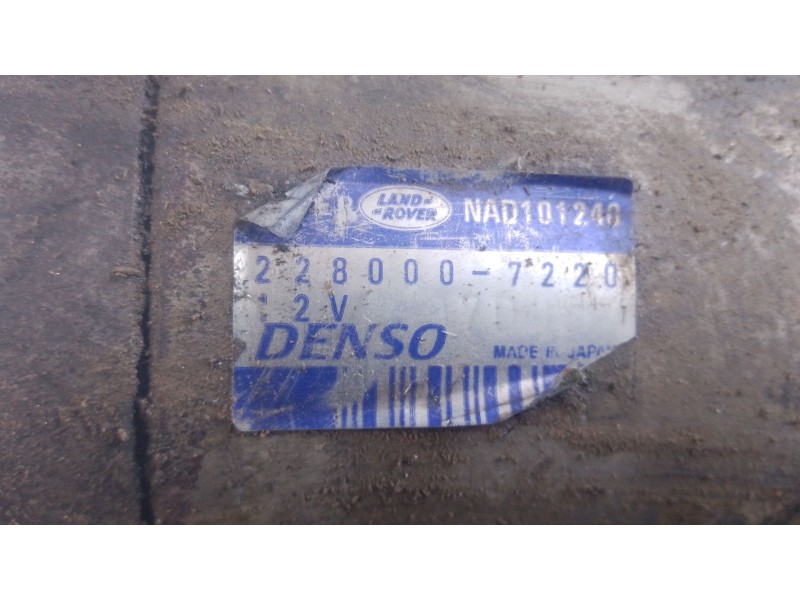 LAND ROVER NAD101240
228000-7220
12V
DENSO
MADE IN JAPAN